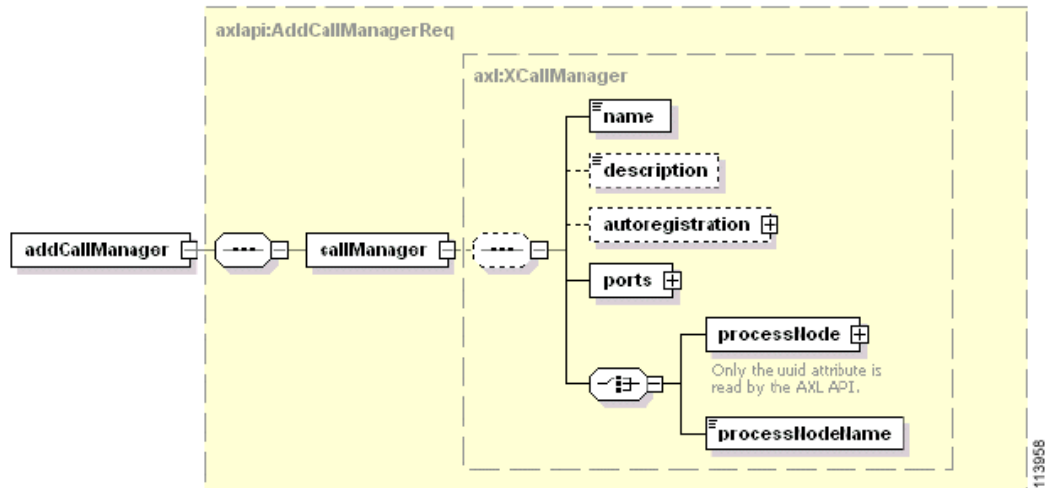 axlapi:AddCallManagerReq
axl:XCallManager
name
description
autoregistration
addCallManager
callManager
ports
processNode
Only the uuid attribute is
read by the AXL API.
processNodeName
113958